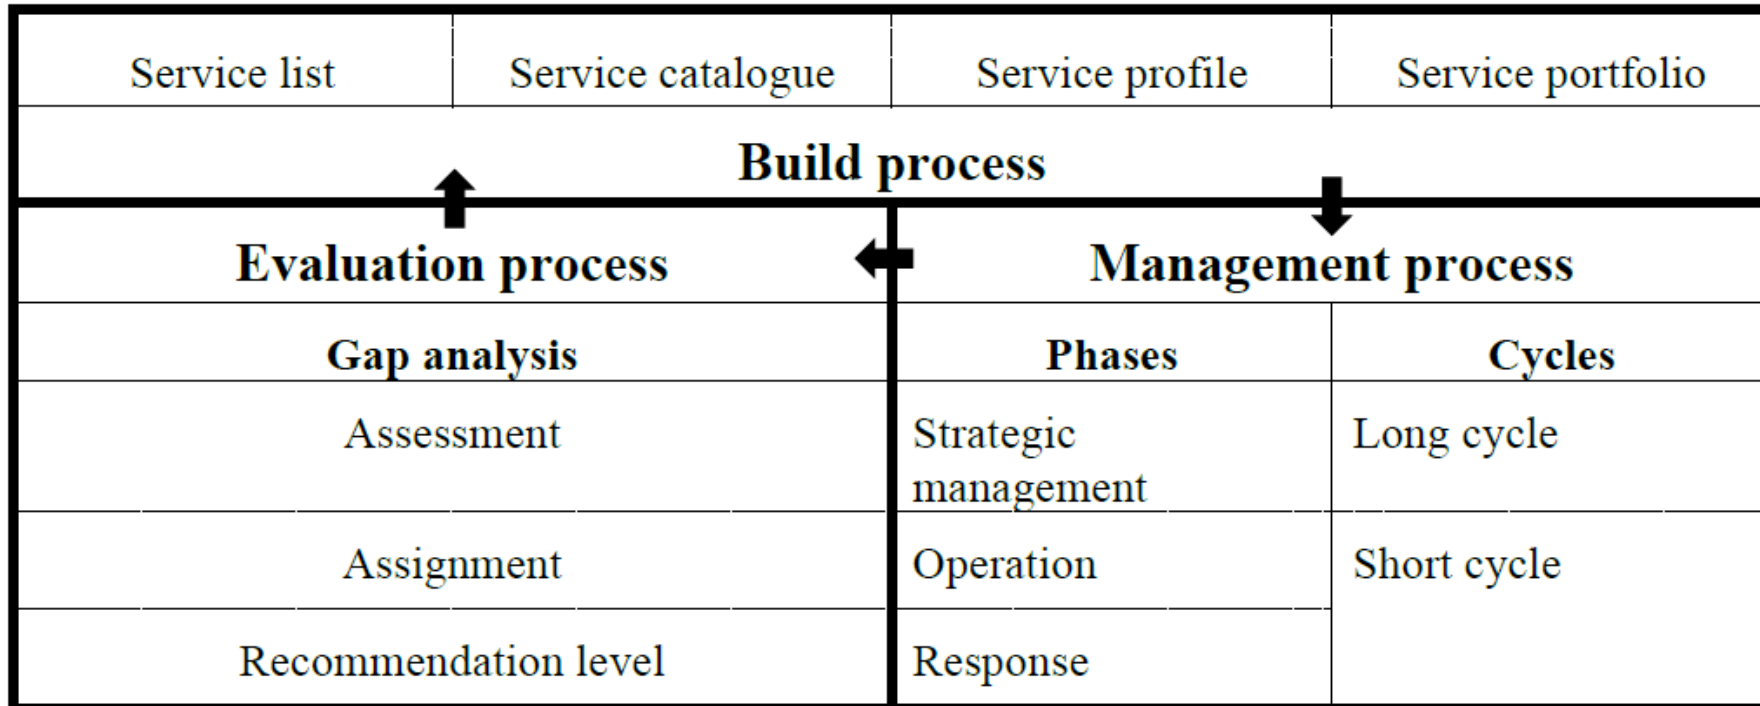 Service list Service catalogue Service profile Service portfolio
Build process
Evaluation process Management process
Gap analysis Phases Cycles
Assessment Strategic management Long cycle
Assignment Operation Short cycle
Recommendation level Response